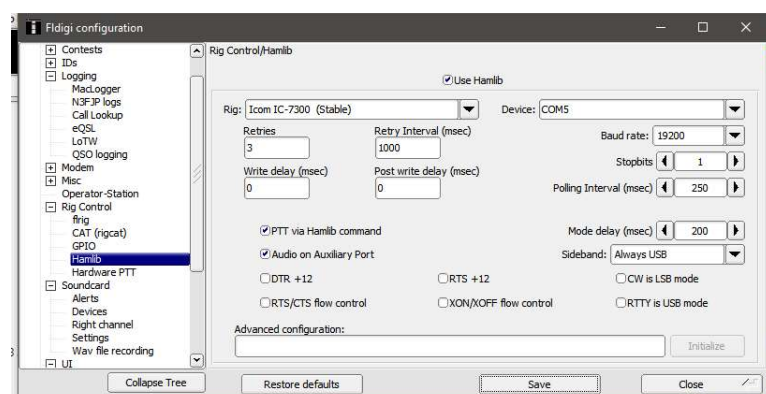 Fldigi configuration
Contests
IDs
Logging
MacLogger
N3FJP logs
Call Lookup
eQSL
LoTW
QSO logging
Modem
Misc
Operator-Station
Rig Control
flrig
CAT (rigcat)
GPIO
Hamlib
Hardware PTT
Soundcard
Alerts
Devices
Right channel
Settings
Wav file recording
UI
Collapse Tree
Rig Control/Hamlib
Use Hamlib
Rig: Icom IC-7300 (Stable) Device: COM5
Retries Retry Interval (msec) Baud rate: 19200
3 1000
Stopbits 1
Write delay (msec) Post write delay (msec)
0 0 Polling Interval (msec) 250
PTT via Hamlib command Mode delay (msec) 200
Audio on Auxiliary Port Sideband: Always USB
DTR +12 RTS +12 CW is LSB mode
RTS/CTS flow control XON/XOFF flow control RTTY is USB mode
Advanced configuration:
Initialize
Restore defaults Save Close